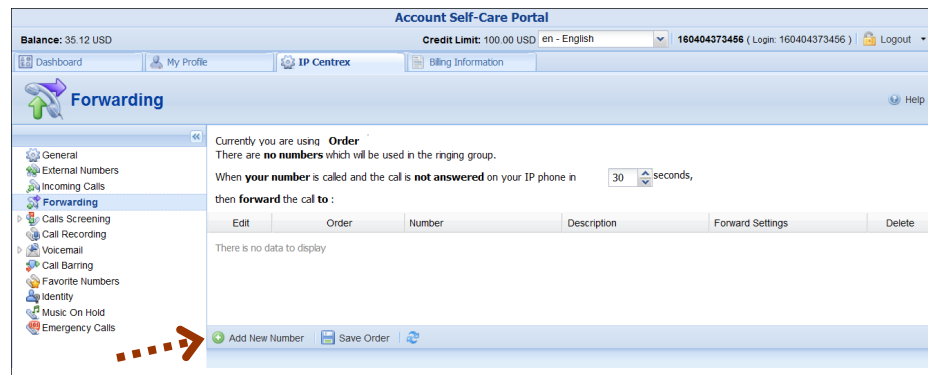 Account Self-Care Portal
Balance: 35.12 USD Credit Limit: 100.00 USD en - English 160404373456 ( Login: 160404373456 ) Logout
Dashboard My Profile IP Centrex Billing Information
Forwarding Help
Currently you are using Order
There are no numbers which will be used in the ringing group.
When your number is called and the call is not answered on your IP phone in 30 seconds,
then forward the call to :
General
External Numbers
Incoming Calls
Forwarding
Calls Screening
Call Recording
Voicemail
Call Barring
Favorite Numbers
Identity
Music On Hold
Emergency Calls
Edit Order Number Description Forward Settings Delete
There is no data to display
Add New Number Save Order